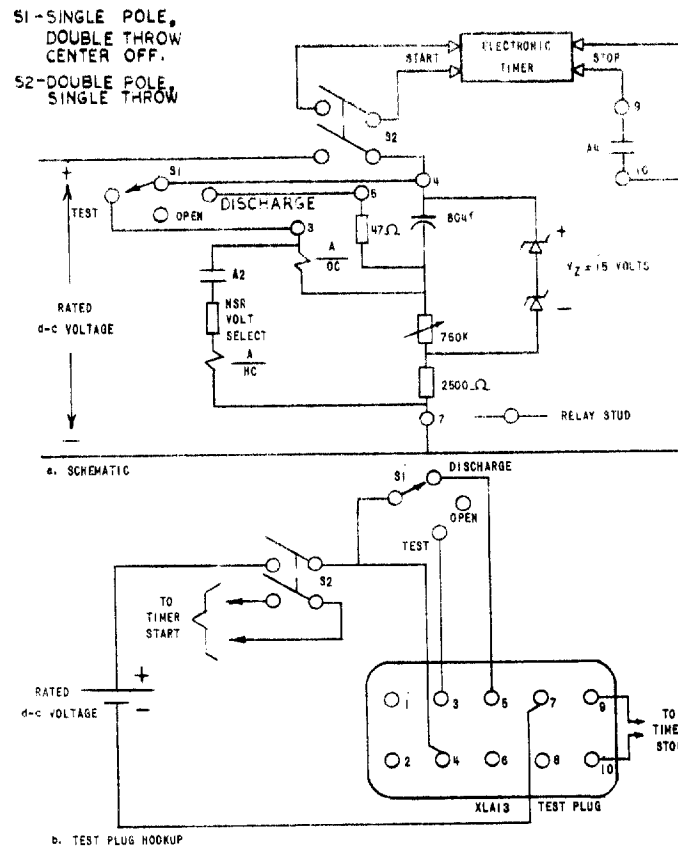 S1-SINGLE POLE,
DOUBLE THROW
CENTER OFF.
S2-DOUBLE POLE,
SINGLE THROW
START
ELECTRONIC
TIMER
STOP
9
S2
A4
10
+
S1
4
TEST
OPEN
DISCHARGE
5
3
47Ω
80µf
+
A
OC
A2
VZ = 15 VOLTS
RATED
d-c VOLTAGE
NSR
VOLT
SELECT
750K
A
HC
2500Ω
7
RELAY STUD
−
a. SCHEMATIC
S1
DISCHARGE
OPEN
TEST
S2
TO
TIMER
START
+
RATED
d-c VOLTAGE
−
1
3
5
7
9
TO
2
4
6
8
10
XLA13 TEST PLUG
b. TEST PLUG HOOKUP